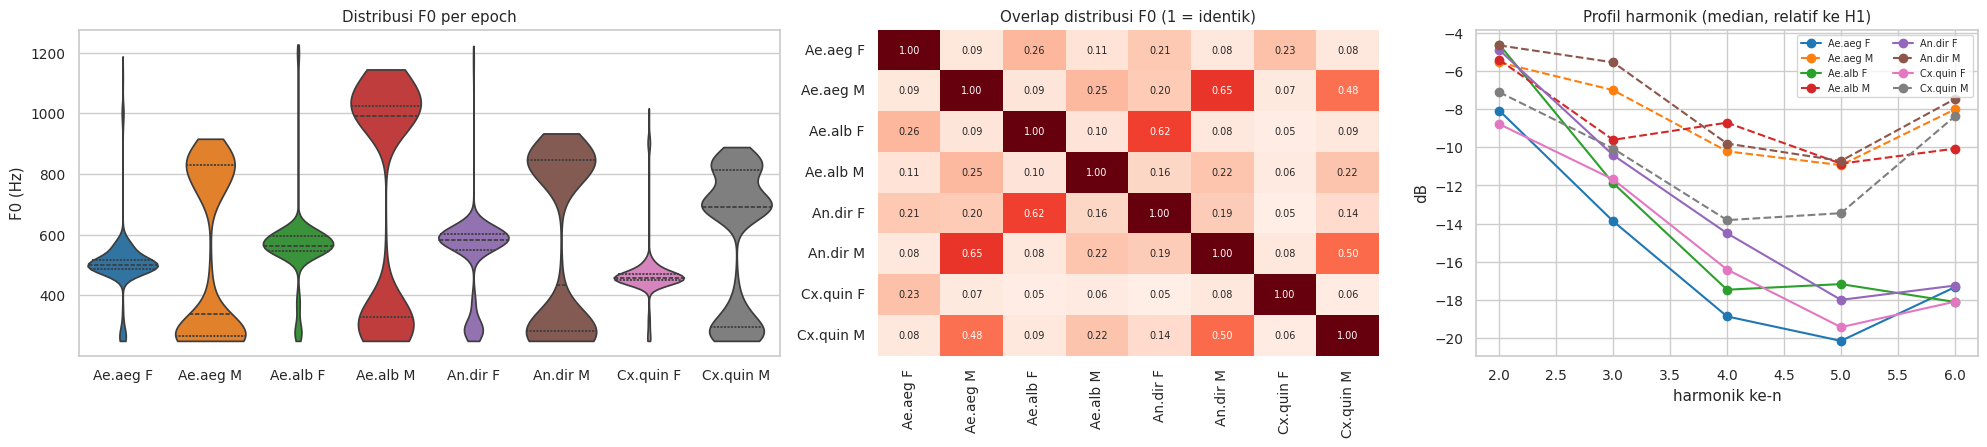 Distribusi F0 per epoch
F0 (Hz)
1200
1000
800
600
400
Ae.aeg F
Ae.aeg M
Ae.alb F
Ae.alb M
An.dir F
An.dir M
Cx.quin F
Cx.quin M
Overlap distribusi F0 (1 = identik)
Ae.aeg F 1.00 0.09 0.26 0.11 0.21 0.08 0.23 0.08
Ae.aeg M 0.09 1.00 0.09 0.25 0.20 0.65 0.07 0.48
Ae.alb F 0.26 0.09 1.00 0.10 0.62 0.08 0.05 0.09
Ae.alb M 0.11 0.25 0.10 1.00 0.16 0.22 0.06 0.22
An.dir F 0.21 0.20 0.62 0.16 1.00 0.19 0.05 0.14
An.dir M 0.08 0.65 0.08 0.22 0.19 1.00 0.08 0.50
Cx.quin F 0.23 0.07 0.05 0.06 0.05 0.08 1.00 0.06
Cx.quin M 0.08 0.48 0.09 0.22 0.14 0.50 0.06 1.00
Ae.aeg F
Ae.aeg M
Ae.alb F
Ae.alb M
An.dir F
An.dir M
Cx.quin F
Cx.quin M
Profil harmonik (median, relatif ke H1)
dB
−4
−6
−8
−10
−12
−14
−16
−18
−20
Ae.aeg F
Ae.aeg M
Ae.alb F
Ae.alb M
An.dir F
An.dir M
Cx.quin F
Cx.quin M
2.0 2.5 3.0 3.5 4.0 4.5 5.0 5.5 6.0
harmonik ke-n